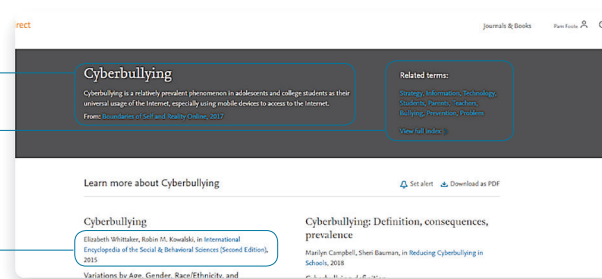 rect
Journals & Books
Pam Foote
Cyberbullying
Cyberbullying is a relatively prevalent phenomenon in adolescents and college students as their
universal usage of the Internet, especially using mobile devices to access to the Internet.
From: Boundaries of Self and Reality Online, 2017
Related terms:
Strategy, Information, Technology,
Students, Parents, Teachers,
Bullying, Prevention, Problem
View full index
Learn more about Cyberbullying
Set alert
Download as PDF
Cyberbullying
Elizabeth Whittaker, Robin M. Kowalski, in International
Encyclopedia of the Social & Behavioral Sciences (Second Edition),
2015
Variations by Age, Gender, Race/Ethnicity, and
Cyberbullying: Definition, consequences,
prevalence
Marilyn Campbell, Sheri Bauman, in Reducing Cyberbullying in
Schools, 2018
Cyberbullying definition